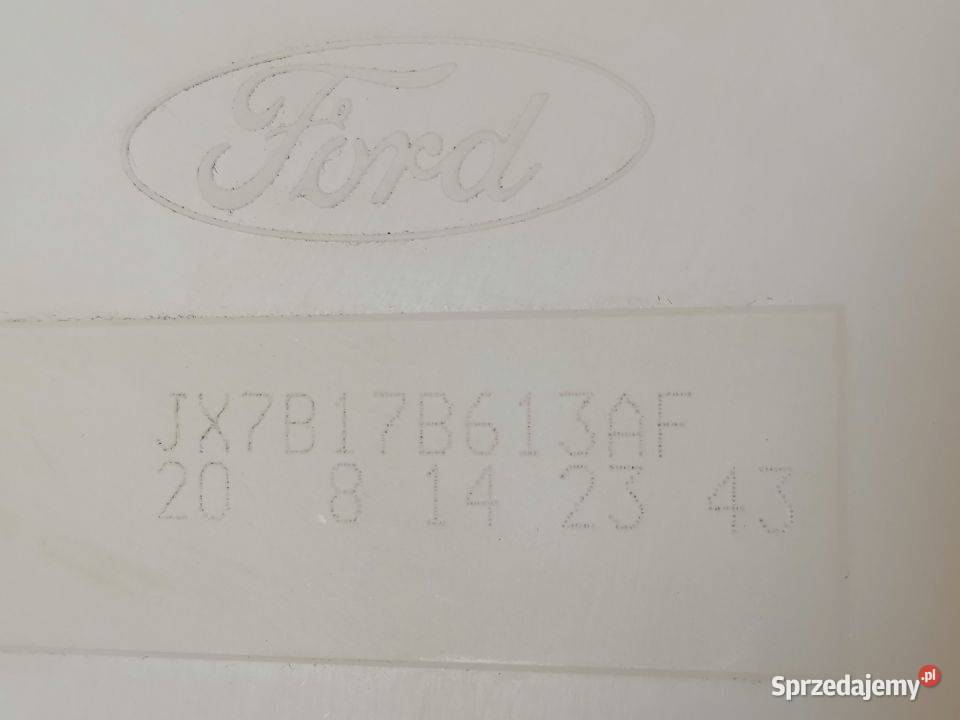 Ford
JX7B17B613AF
20 8 14 23 43
Sprzedajemy.pl